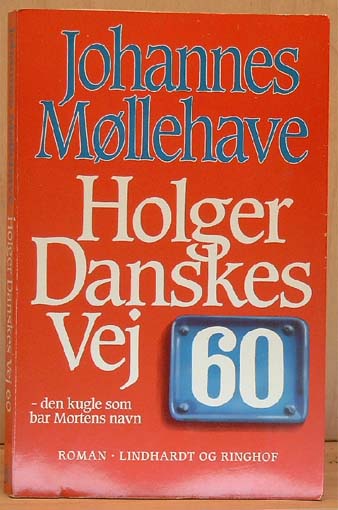 Johannes
Møllehave
Holger
Danskes
Vej
60
- den kugle som
bar Mortens navn
ROMAN · LINDHARDT OG RINGHOF
Holger Danskes Vej 60